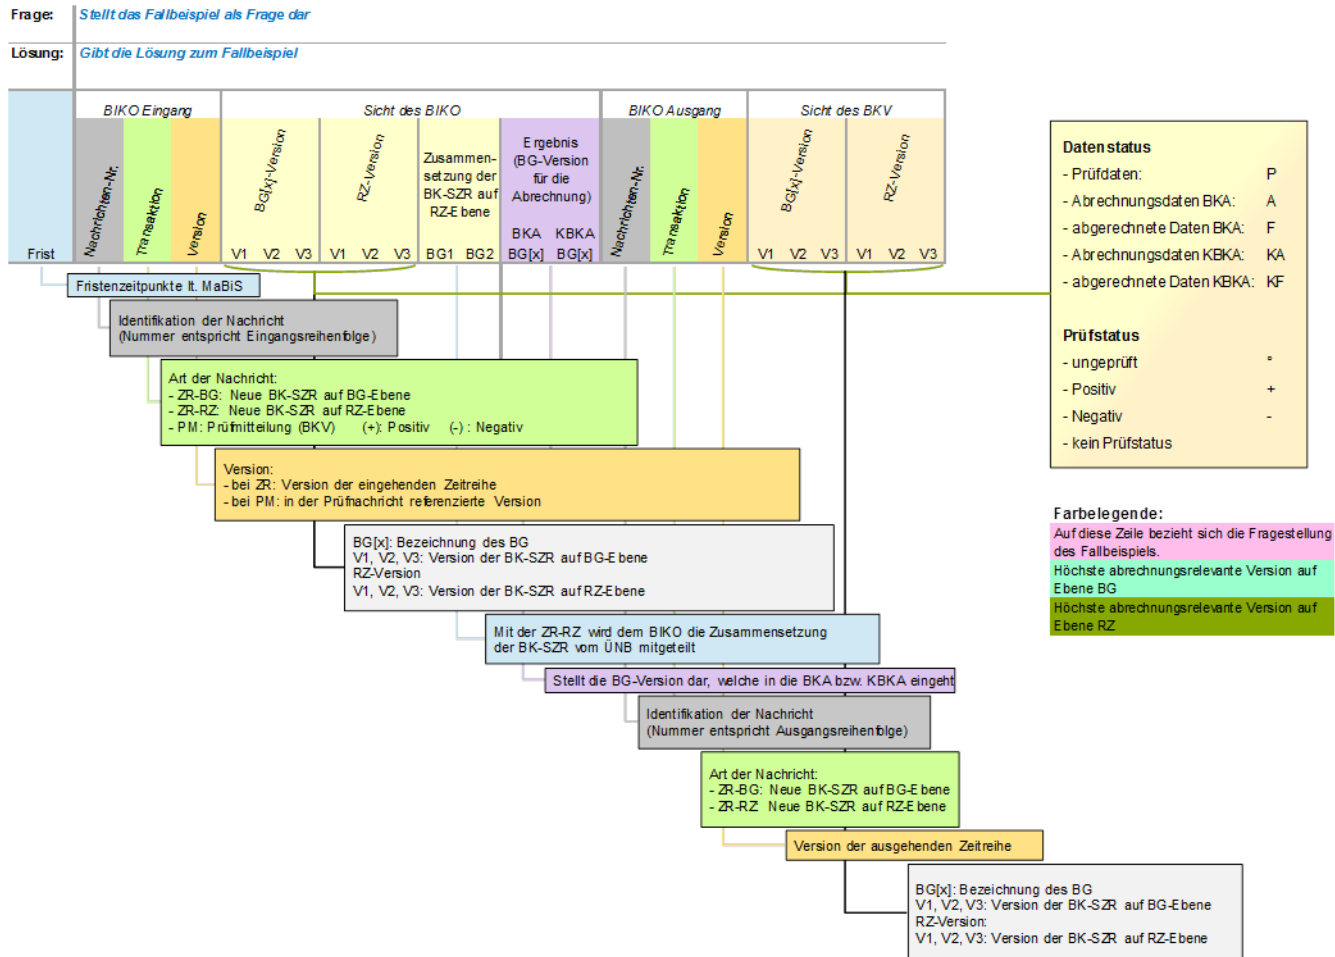 Frage: Stellt das Fallbeispiel als Frage dar
Lösung: Gibt die Lösung zum Fallbeispiel
BIKO Eingang Sicht des BIKO BIKO Ausgang Sicht des BKV
Nachrichten-Nr. Transaktion Version BG[x]-Version RZ-Version
Zusammen-
setzung der
BK-SZR auf
RZ-Ebene
Ergebnis
(BG-Version
für die
Abrechnung)
Nachrichten-Nr. Transaktion Version BG[x]-Version RZ-Version
BKA KBKA
Frist V1 V2 V3 V1 V2 V3 BG1 BG2 BG[x] BG[x] V1 V2 V3 V1 V2 V3
Fristenzeitpunkte lt. MaBiS
Identifikation der Nachricht
(Nummer entspricht Eingangsreihenfolge)
Art der Nachricht:
- ZR-BG: Neue BK-SZR auf BG-Ebene
- ZR-RZ: Neue BK-SZR auf RZ-Ebene
- PM: Prüfmitteilung (BKV) (+): Positiv (-) : Negativ
Version:
- bei ZR: Version der eingehenden Zeitreihe
- bei PM: in der Prüfnachricht referenzierte Version
BG[x]: Bezeichnung des BG
V1, V2, V3: Version der BK-SZR auf BG-Ebene
RZ-Version
V1, V2, V3: Version der BK-SZR auf RZ-Ebene
Mit der ZR-RZ wird dem BIKO die Zusammensetzung
der BK-SZR vom ÜNB mitgeteilt
Stellt die BG-Version dar, welche in die BKA bzw. KBKA eingeht
Identifikation der Nachricht
(Nummer entspricht Ausgangsreihenfolge)
Art der Nachricht:
- ZR-BG: Neue BK-SZR auf BG-Ebene
- ZR-RZ Neue BK-SZR auf RZ-Ebene
Version der ausgehenden Zeitreihe
BG[x]: Bezeichnung des BG
V1, V2, V3: Version der BK-SZR auf BG-Ebene
RZ-Version:
V1, V2, V3: Version der BK-SZR auf RZ-Ebene
Datenstatus
- Prüfdaten: P
- Abrechnungsdaten BKA: A
- abgerechnete Daten BKA: F
- Abrechnungsdaten KBKA: KA
- abgerechnete Daten KBKA: KF
Prüfstatus
- ungeprüft °
- Positiv +
- Negativ -
- kein Prüfstatus
Farbelegende:
Auf diese Zeile bezieht sich die Fragestellung
des Fallbeispiels.
Höchste abrechnungsrelevante Version auf
Ebene BG
Höchste abrechnungsrelevante Version auf
Ebene RZ